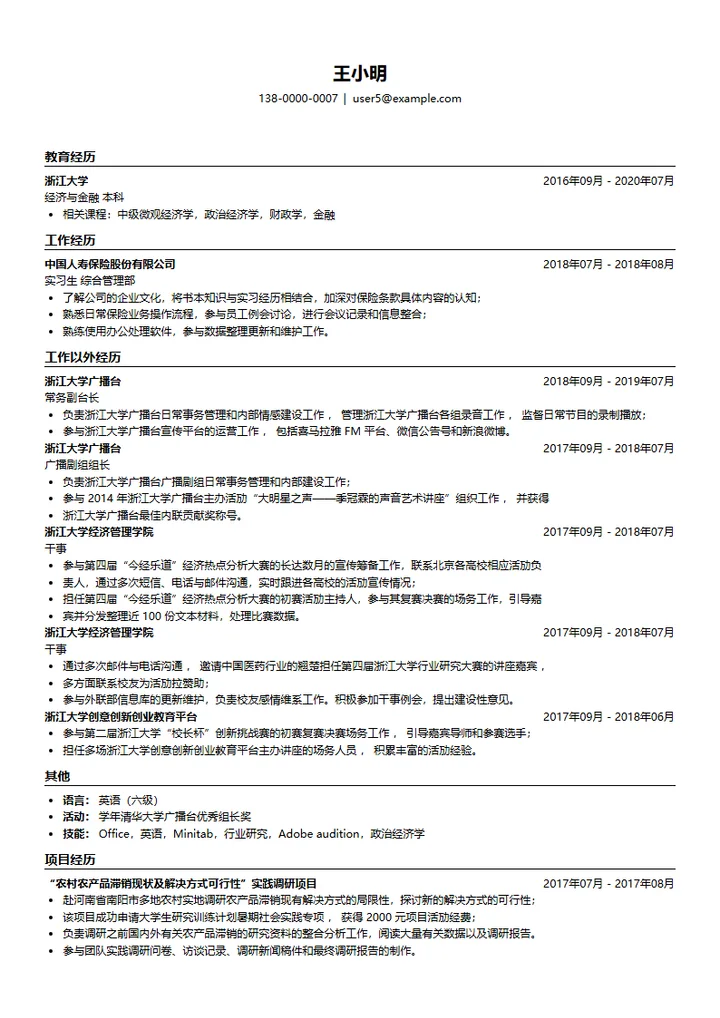 王小明
138-0000-0007 | user5@example.com
教育经历
浙江大学 2016年09月 - 2020年07月
经济与金融 本科
• 相关课程：中级微观经济学，政治经济学，财政学，金融
工作经历
中国人寿保险股份有限公司 2018年07月 - 2018年08月
实习生 综合管理部
• 了解公司的企业文化，将书本知识与实习经历相结合，加深对保险条款具体内容的认知；
• 熟悉日常保险业务操作流程，参与员工例会讨论，进行会议记录和信息整合；
• 熟练使用办公处理软件，参与数据整理更新和维护工作。
工作以外经历
浙江大学广播台 2018年09月 - 2019年07月
常务副台长
• 负责浙江大学广播台日常事务管理和内部情感建设工作， 管理浙江大学广播台各组录音工作， 监督日常节目的录制播放；
• 参与浙江大学广播台宣传平台的运营工作， 包括喜马拉雅 FM 平台、微信公告号和新浪微博。
浙江大学广播台 2017年09月 - 2018年07月
广播剧组组长
• 负责浙江大学广播台广播剧组日常事务管理和内部建设工作；
• 参与 2014 年浙江大学广播台主办活动“大明星之声——季冠霖的声音艺术讲座”组织工作， 并获得
• 浙江大学广播台最佳内联贡献奖称号。
浙江大学经济管理学院 2017年09月 - 2018年07月
干事
• 参与第四届“今经乐道”经济热点分析大赛的长达数月的宣传筹备工作，联系北京各高校相应活动负
• 责人，通过多次短信、电话与邮件沟通，实时跟进各高校的活动宣传情况；
• 担任第四届“今经乐道”经济热点分析大赛的初赛活动主持人，参与其复赛决赛的场务工作，引导嘉
• 宾并分发整理近 100 份文本材料，处理比赛数据。
浙江大学经济管理学院 2017年09月 - 2018年07月
干事
• 通过多次邮件与电话沟通， 邀请中国医药行业的翘楚担任第四届浙江大学行业研究大赛的讲座嘉宾，
• 多方面联系校友为活动拉赞助；
• 参与外联部信息库的更新维护，负责校友感情维系工作。积极参加干事例会，提出建设性意见。
浙江大学创意创新创业教育平台 2017年09月 - 2018年06月
• 参与第二届浙江大学“校长杯”创新挑战赛的初赛复赛决赛场务工作， 引导嘉宾导师和参赛选手；
• 担任多场浙江大学创意创新创业教育平台主办讲座的场务人员， 积累丰富的活动经验。
其他
• 语言： 英语（六级）
• 活动： 学年清华大学广播台优秀组长奖
• 技能： Office，英语，Minitab，行业研究，Adobe audition，政治经济学
项目经历
“农村农产品滞销现状及解决方式可行性”实践调研项目 2017年07月 - 2017年08月
• 赴河南省南阳市多地农村实地调研农产品滞销现有解决方式的局限性，探讨新的解决方式的可行性；
• 该项目成功申请大学生研究训练计划暑期社会实践专项， 获得 2000 元项目活动经费；
• 负责调研之前国内外有关农产品滞销的研究资料的整合分析工作，阅读大量有关数据以及调研报告。
• 参与团队实践调研问卷、访谈记录、调研新闻稿件和最终调研报告的制作。